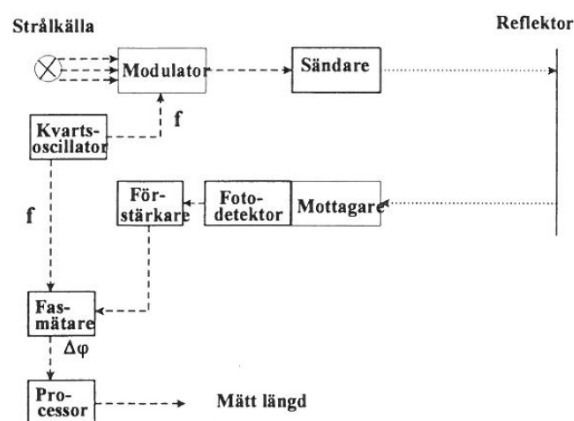 Strålkälla
Reflektor
Modulator
Sändare
f
Kvarts-
oscillator
För-
stärkare
Foto-
detektor
Mottagare
f
Fas-
mätare
Δφ
Pro-
cessor
Mätt längd